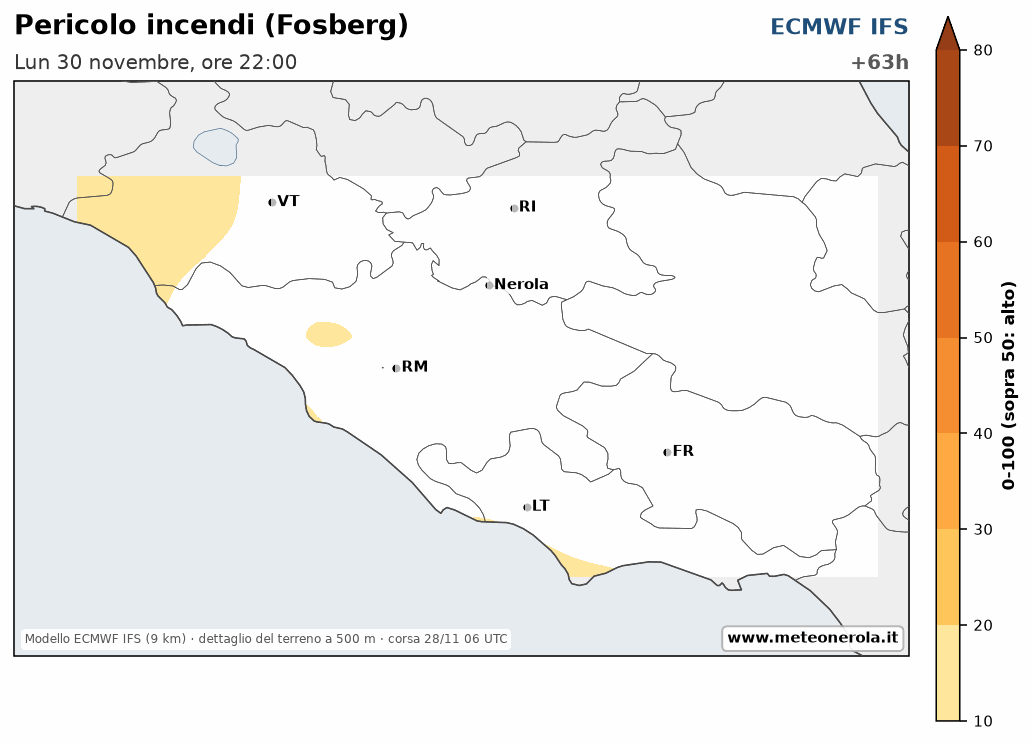 Pericolo incendi (Fosberg)
ECMWF IFS
Lun 30 novembre, ore 22:00
+63h
VT
RI
Nerola
RM
FR
LT
80
70
60
50
40
30
20
10
0-100 (sopra 50: alto)
Modello ECMWF IFS (9 km) · dettaglio del terreno a 500 m · corsa 28/11 06 UTC
www.meteonerola.it